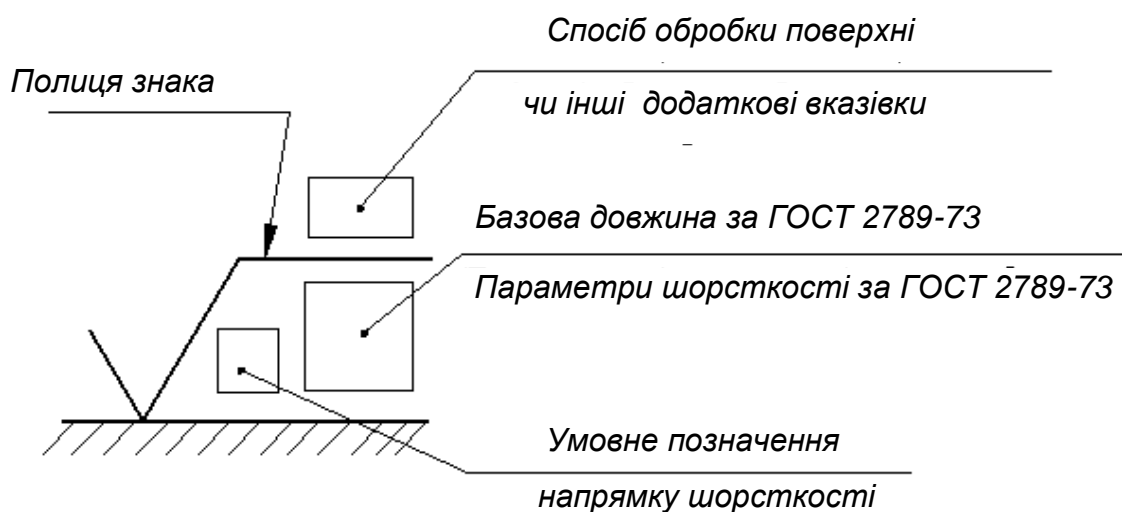 Спосіб обробки поверхні
Полиця знака
чи інші додаткові вказівки
Базова довжина за ГОСТ 2789-73
Параметри шорсткості за ГОСТ 2789-73
Умовне позначення
напрямку шорсткості